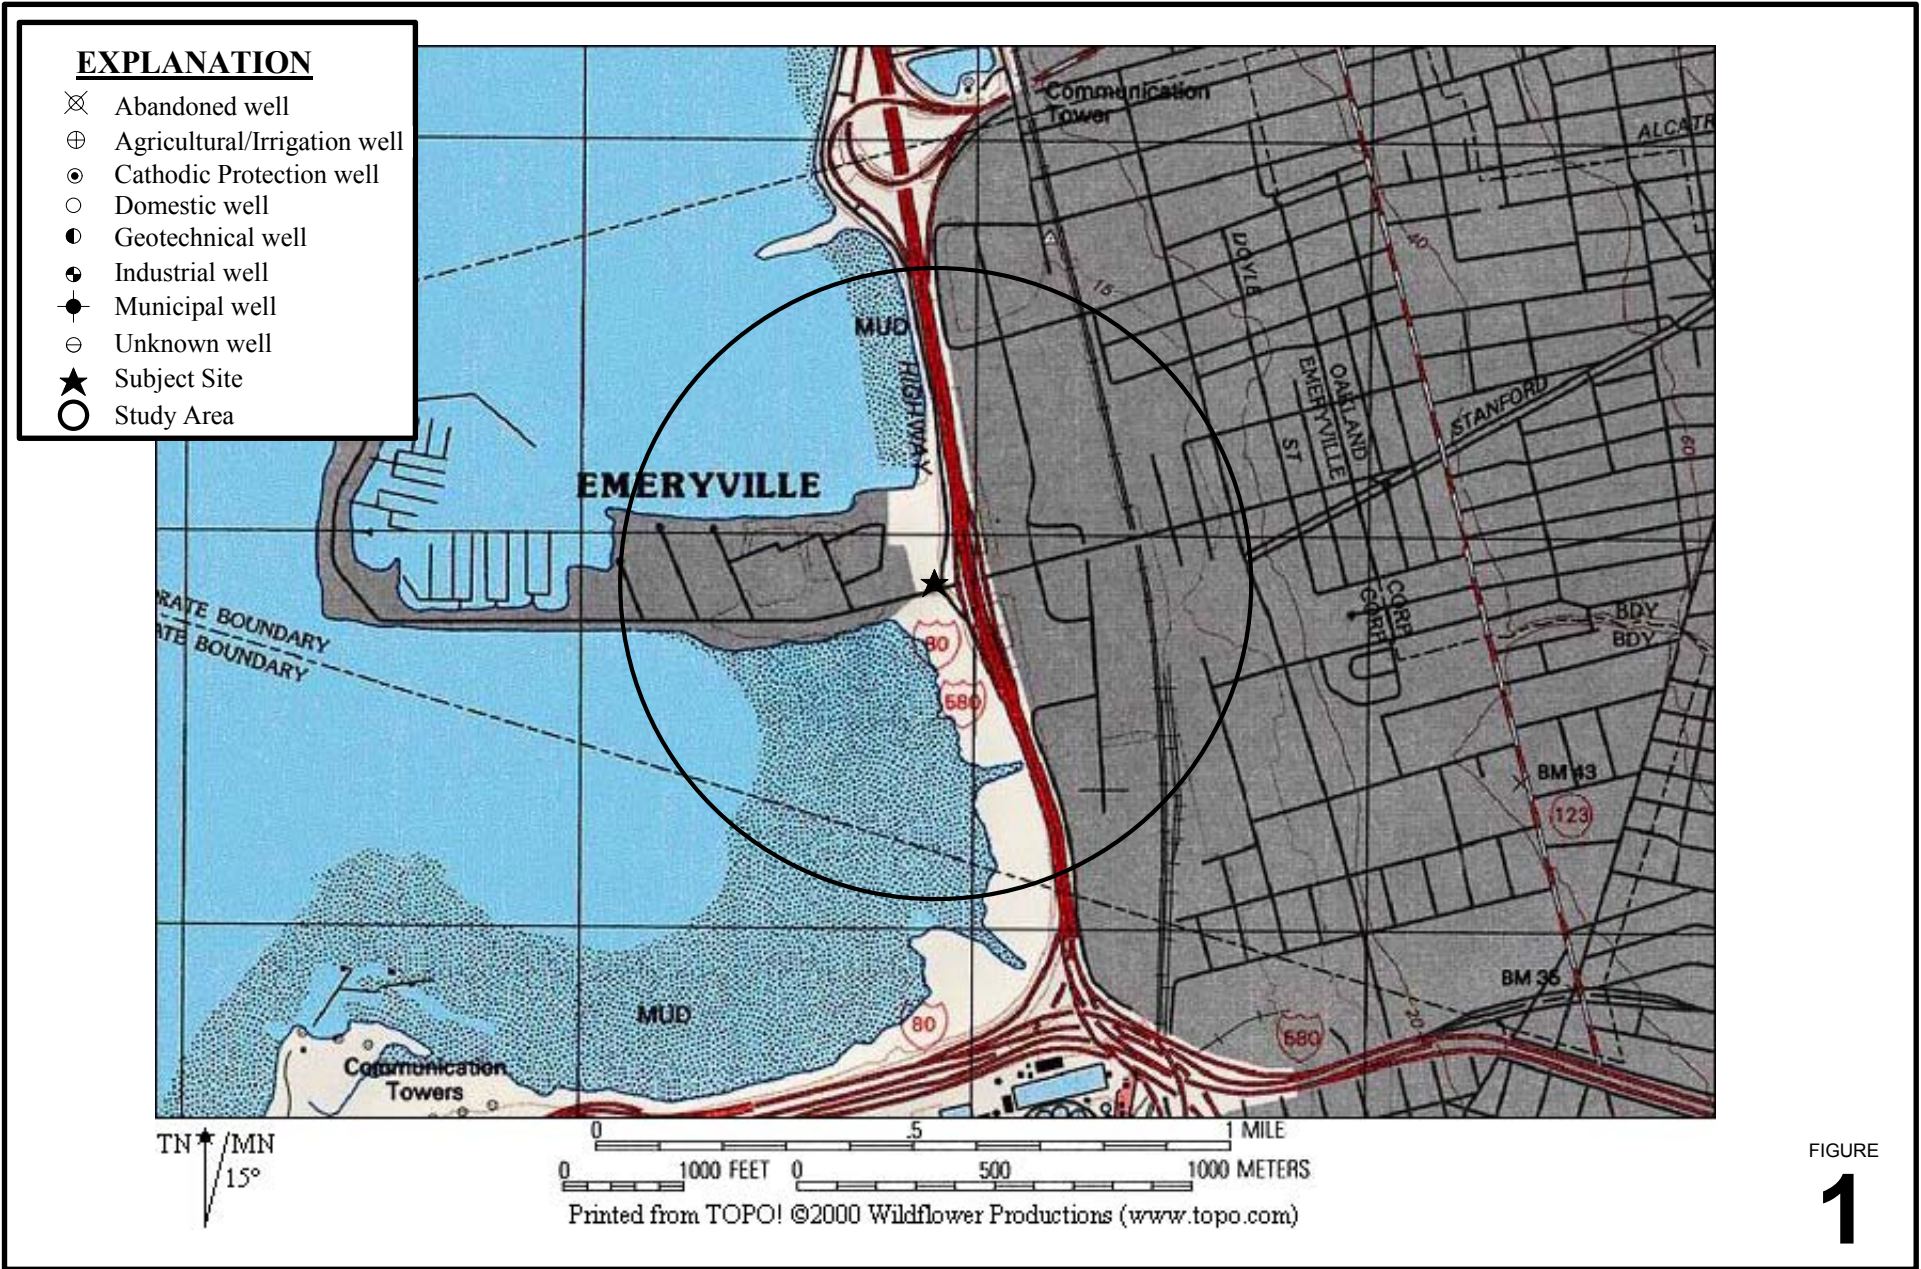 EXPLANATION
Abandoned well
Agricultural/Irrigation well
Cathodic Protection well
Domestic well
Geotechnical well
Industrial well
Municipal well
Unknown well
Subject Site
Study Area
Communication
Tower
ALCATR
40
DOYLE
15
MUD
HIGHWAY
OAKLAND
EMERYVILLE
ST
STANFORD
60
EMERYVILLE
RATE BOUNDARY
ATE BOUNDARY
CORP
CORP
BDY
BDY
80
580
BM 43
123
BM 36
MUD
80
580
20
Communication
Towers
TN
MN
15°
0 .5 1 MILE
0 1000 FEET 0 500 1000 METERS
Printed from TOPO! ©2000 Wildflower Productions (www.topo.com)
FIGURE
1